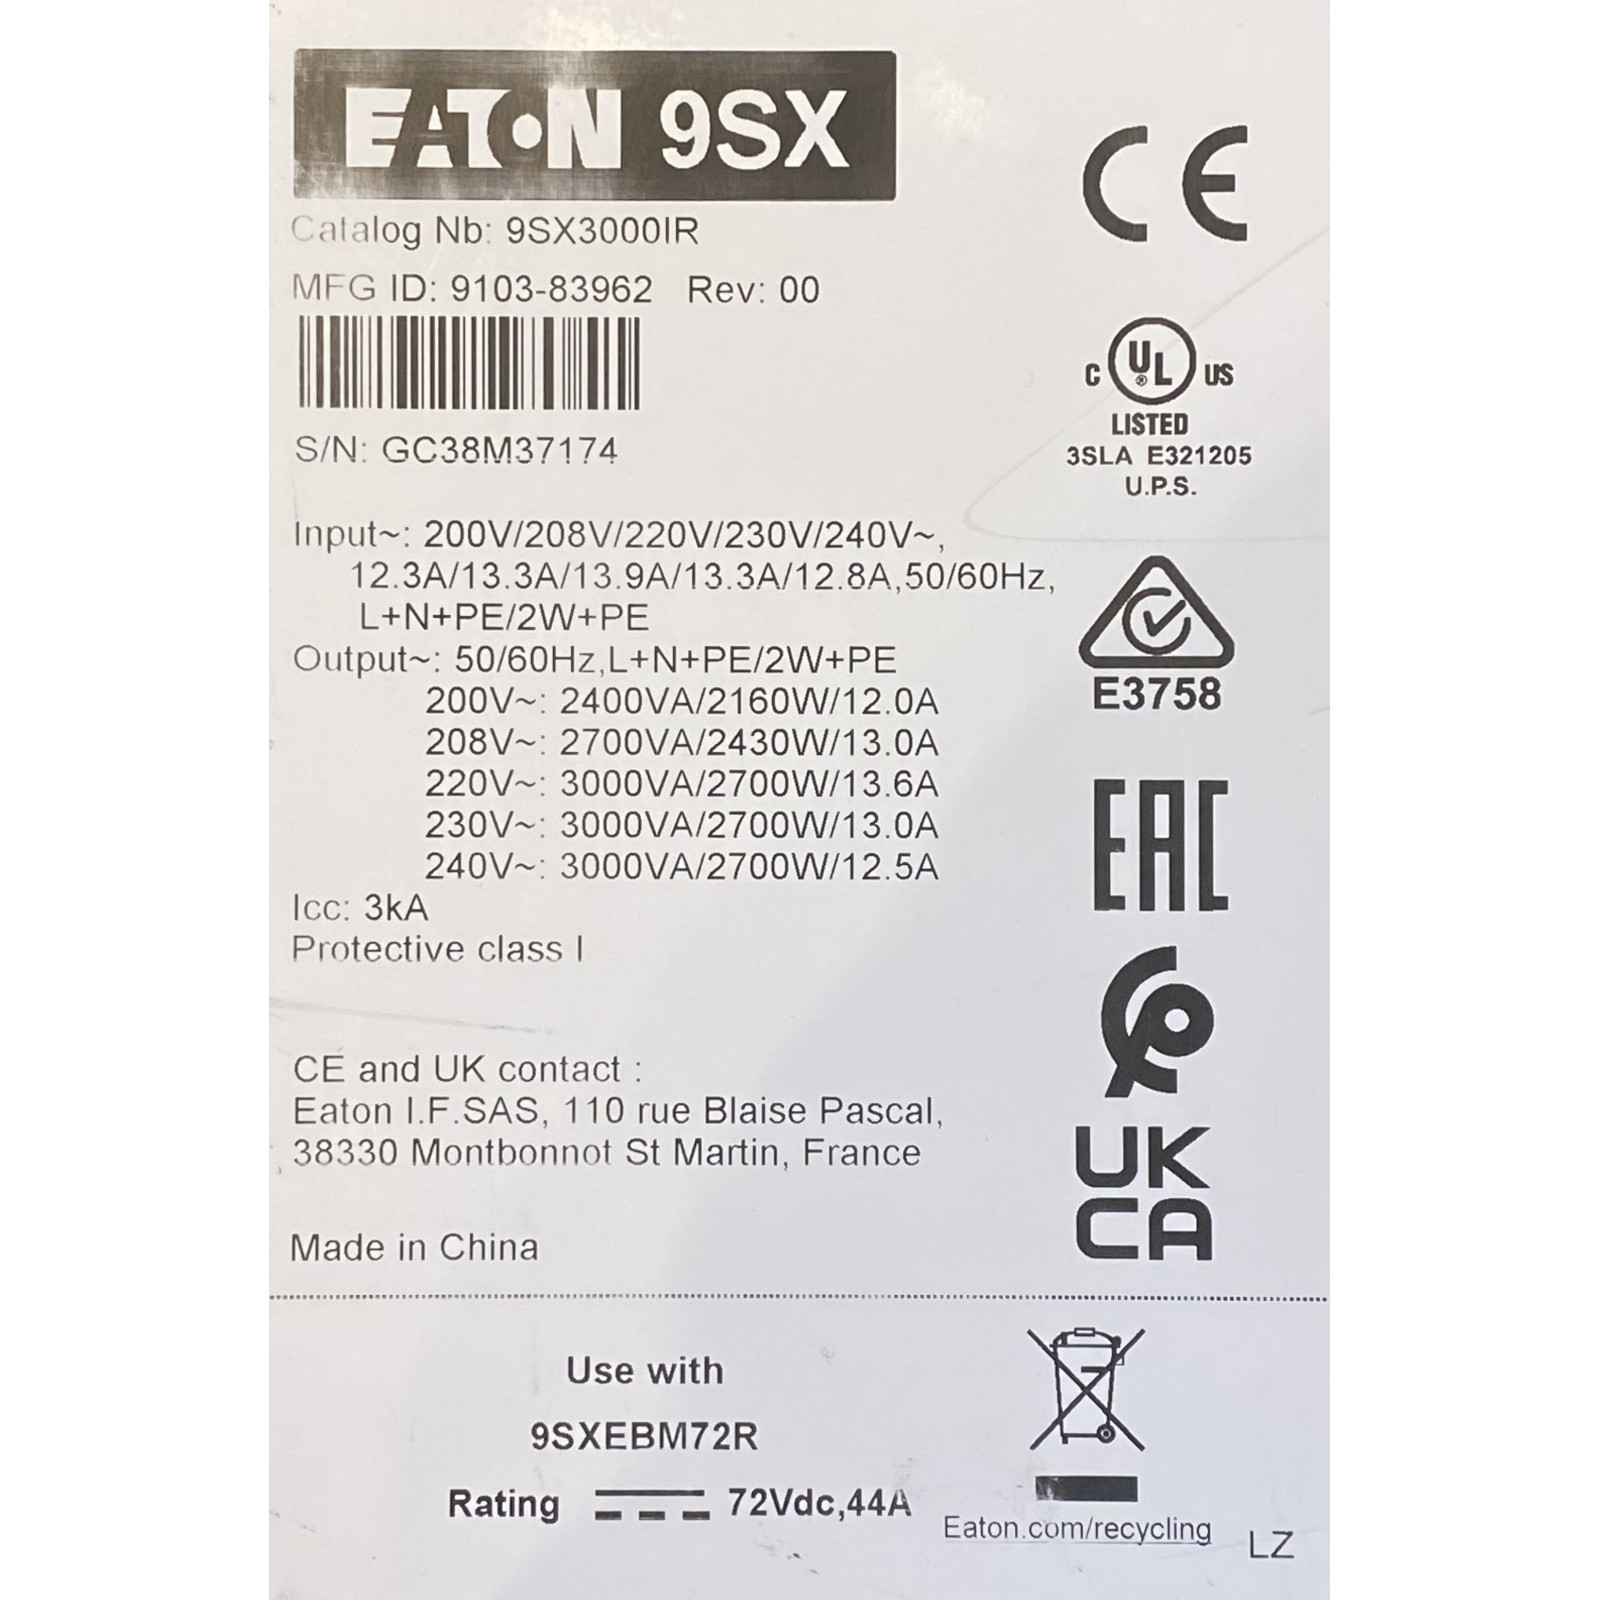 EATON 9SX
Catalog Nb: 9SX3000IR
MFG ID: 9103-83962 Rev: 00
S/N: GC38M37174
Input~: 200V/208V/220V/230V/240V~,
12.3A/13.3A/13.9A/13.3A/12.8A,50/60Hz,
L+N+PE/2W+PE
Output~: 50/60Hz,L+N+PE/2W+PE
200V~: 2400VA/2160W/12.0A
208V~: 2700VA/2430W/13.0A
220V~: 3000VA/2700W/13.6A
230V~: 3000VA/2700W/13.0A
240V~: 3000VA/2700W/12.5A
Icc: 3kA
Protective class I
CE and UK contact :
Eaton I.F.SAS, 110 rue Blaise Pascal,
38330 Montbonnot St Martin, France
Made in China
CE
C UL ® US
LISTED
3SLA E321205
U.P.S.
E3758
EAC
UK
CA
Use with
9SXEBM72R
Rating 72Vdc,44A
Eaton.com/recycling
LZ